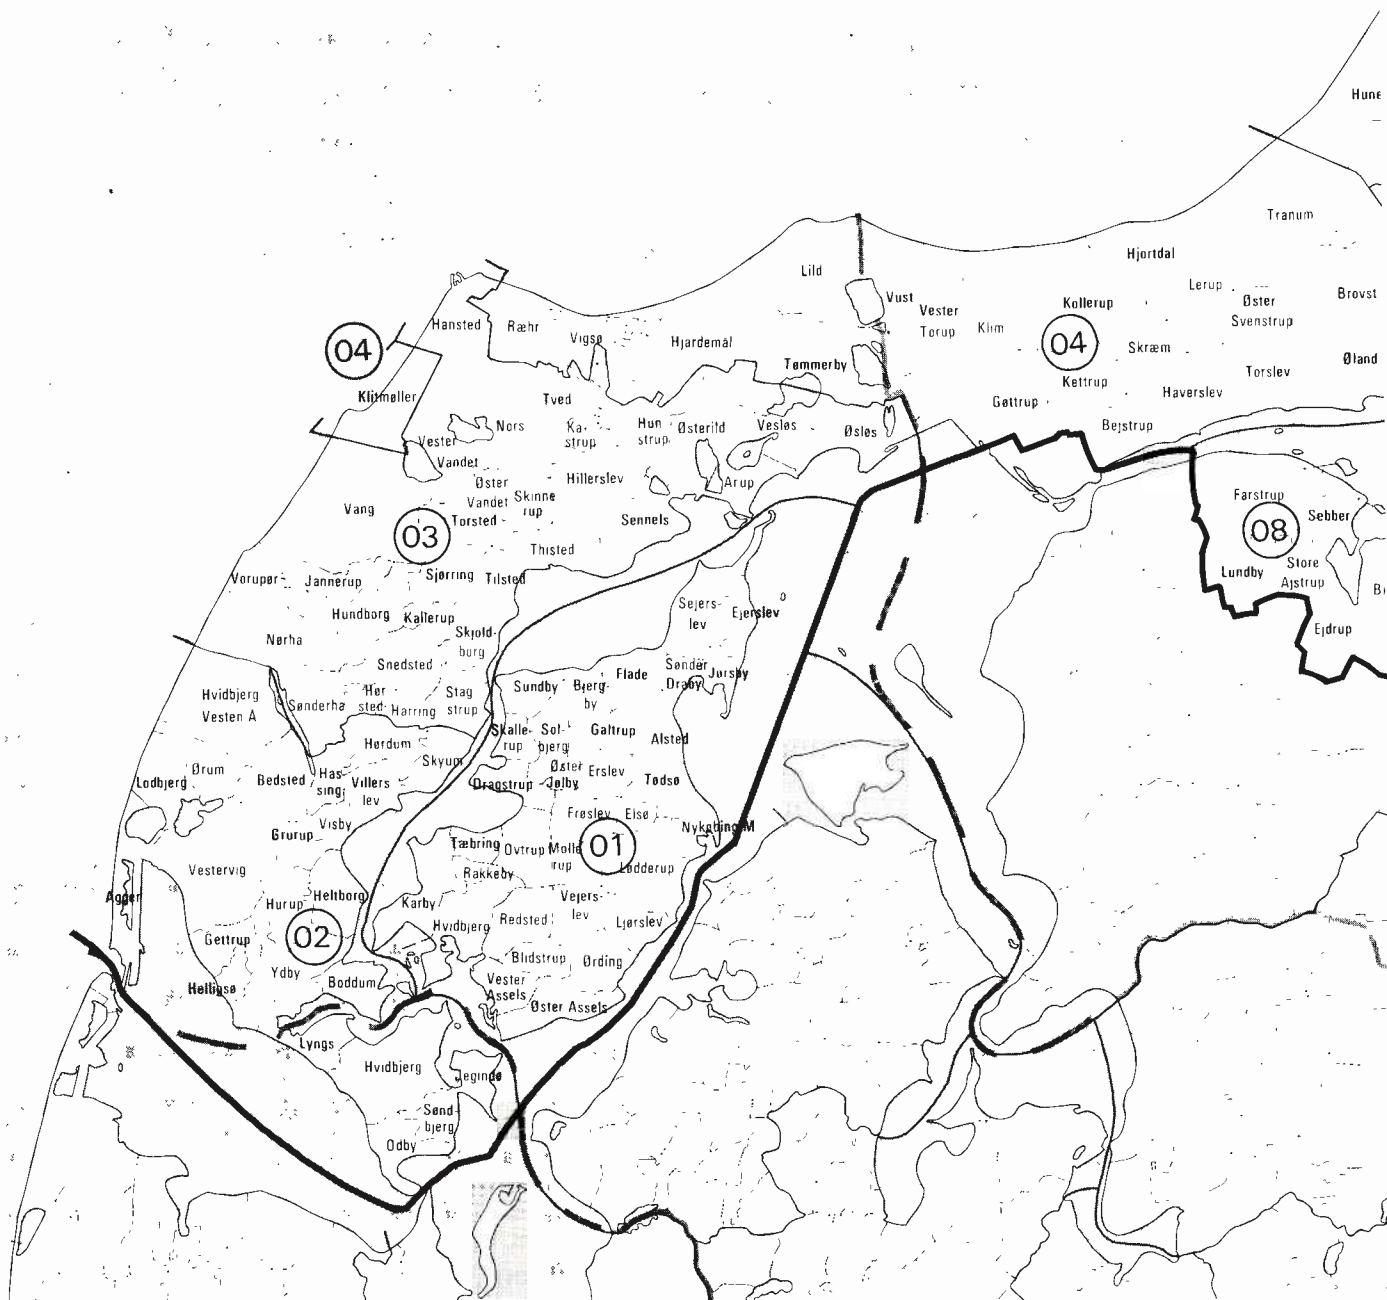 Hune
Tranum
Hjortdal
Lild
Lerup
Kollerup
Øster
Svenstrup
Brovst
Vust
Vester
Torup
Klim
Hansted
Ræhr
Vigsø
Hjardemål
04
04
Skræm
Øland
Tømmerby
Torslev
Kettrup
Haverslev
Klitmøller
Tved
Gøttrup
Bejstrup
Nors
Ka-
strup
Hun
strup
Østerild
Vesløs
Øsløs
Vester
Vandet
Øster
Vandet
Hillerslev
Arup
Skinne
rup
Farstrup
Vang
Torsted
Sennels
Sebber
03
08
Thisted
Store
Ajstrup
Lundby
Vorupør
Jannerup
Sjørring
Tilsted
Sejers-
lev
Ejerslev
Hundborg
Kallerup
Ejdrup
Nørha
Skjold-
borg
Snedsted
Sønder
Draby
Jørsby
Flade
Hvidbjerg
Vesten A
Sønderha
Hør
sted
Harring
Stag
strup
Sundby
Bjerg-
by
Skalle-
rup
Sol-
bjerg
Galtrup
Alsted
Hørdum
Skyum
Øster
Jølby
Erslev
Tødsø
Lodbjerg
Ørum
Bedsted
Has-
sing
Villers
lev
Dragstrup
Visby
Frøslev
Elsø
Nykøbing M
Grurup
01
Tæbring
Ovtrup
Mølle
rup
Lødderup
Vestervig
Rakkeby
Agger
Hurup
Heltborg
Karby
Vejers-
lev
Redsted
Ljørslev
02
Hvidbjerg
Gettrup
Blidstrup
Ørding
Ydby
Boddum
Vester
Assels
Helligsø
Øster Assels
Lyngs
Hvidbjerg
Jegindø
Sønd-
bjerg
Odby